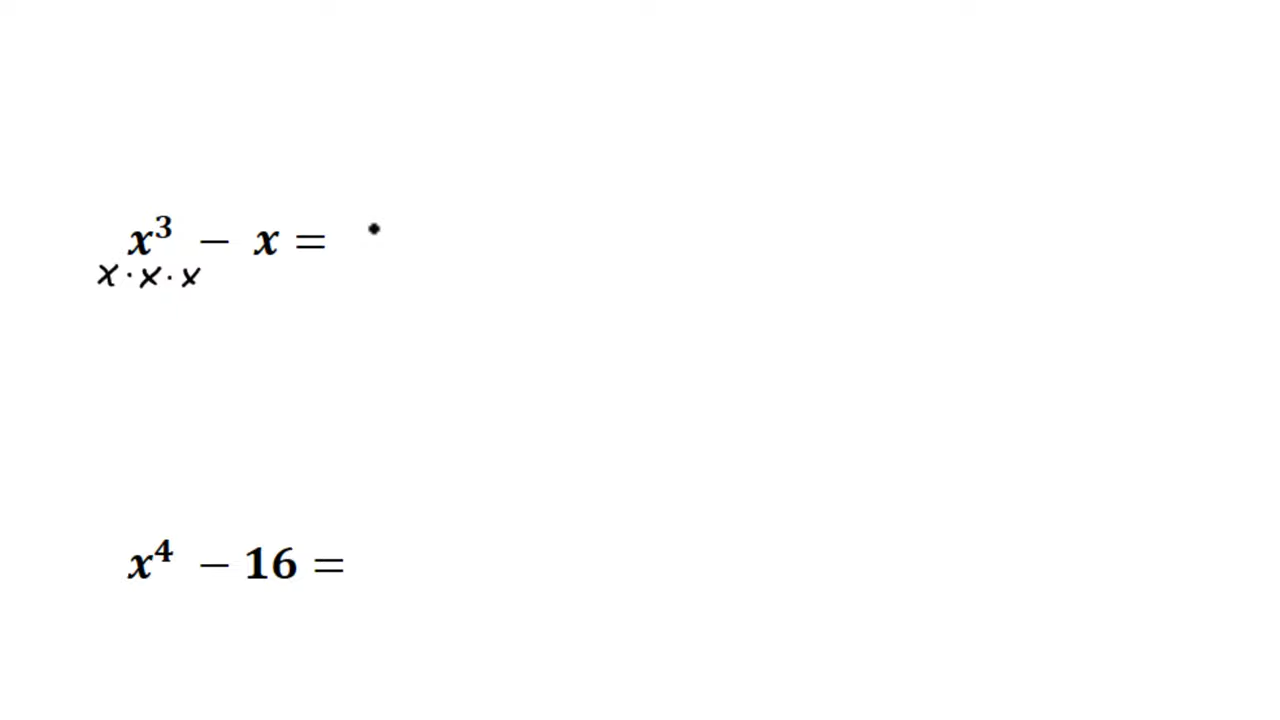 x³ − x =
x · x · x
x⁴ − 16 =